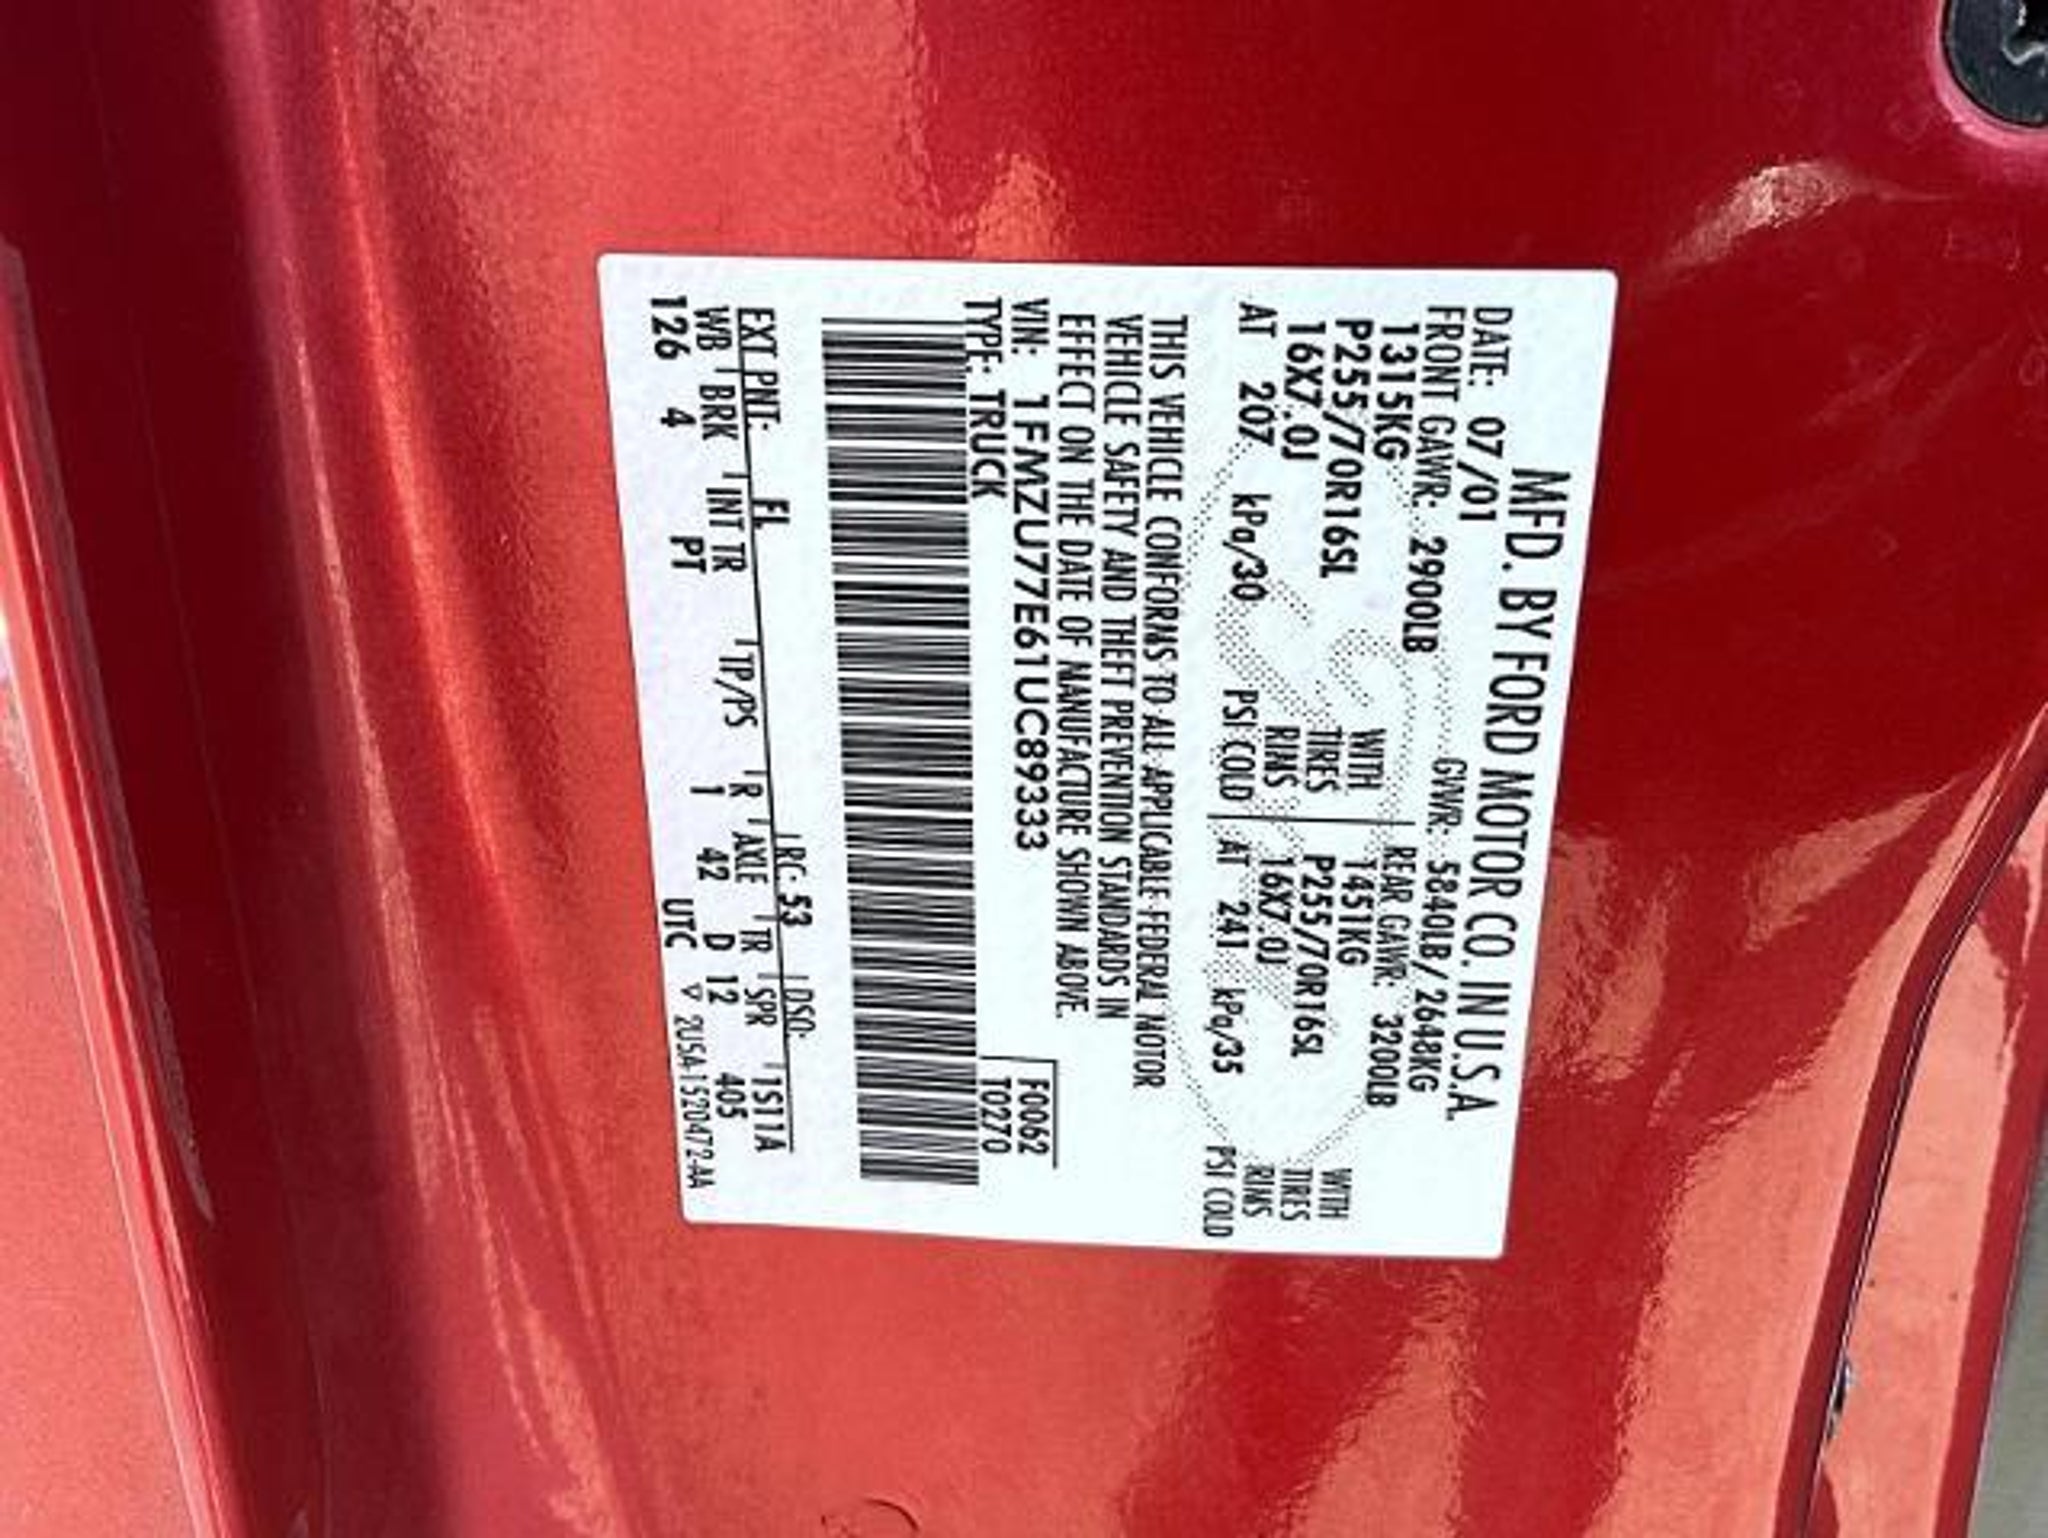 MFD. BY FORD MOTOR CO. IN U.S.A.
DATE: 07/01 GVWR: 5840LB/ 2648KG
FRONT GAWR: 2900LB REAR GAWR: 3200LB
1315KG WITH 1451KG WITH
P255/70R16SL TIRES P255/70R16SL TIRES
16X7.0J RINS 16X7.0J RINS
AT 207 kPa/30 PSI COLD AT 241 kPa/35 PSI COLD
THIS VEHICLE CONFORMS TO ALL APPLICABLE FEDERAL MOTOR
VEHICLE SAFETY AND THEFT PREVENTION STANDARDS IN
EFFECT ON THE DATE OF MANUFACTURE SHOWN ABOVE.
VIN: 1FMZU77E61UC89333 F0062
TYPE: TRUCK T0270
EXT PNT: FL RC: 53 DSO:
WB BRK INT TR TP/PS R AXLE TR SPR 1S11A
126 4 PT 1 42 D 12 405
UTC ▽ 2U5A-1520472-AA